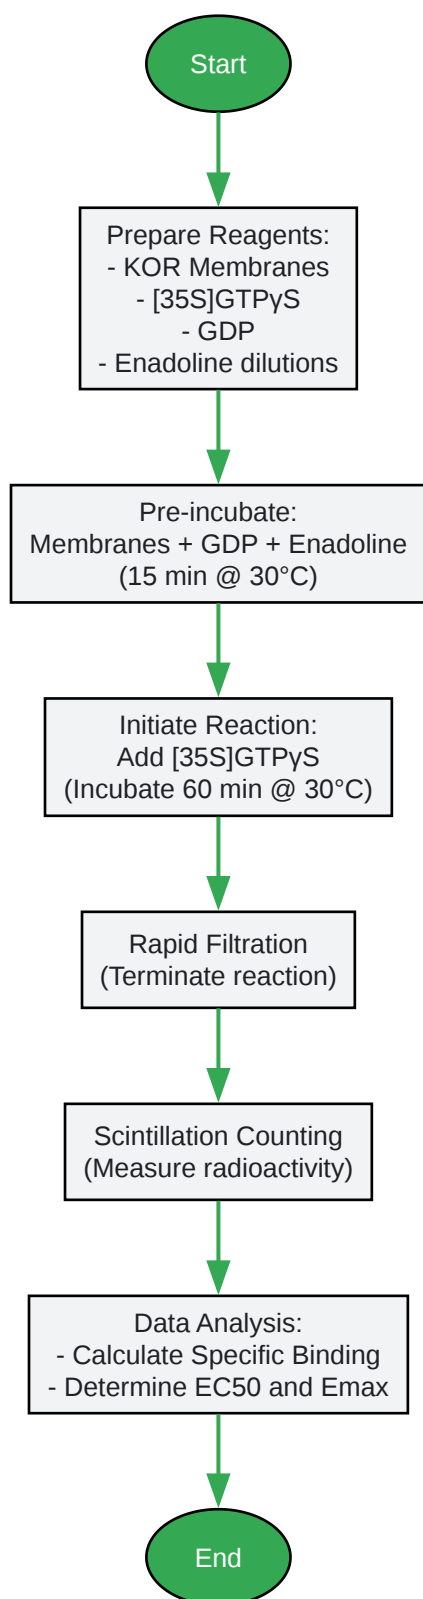 Start
Prepare Reagents:
- KOR Membranes
- [35S]GTPγS
- GDP
- Enadoline dilutions
Pre-incubate:
Membranes + GDP + Enadoline
(15 min @ 30°C)
Initiate Reaction:
Add [35S]GTPγS
(Incubate 60 min @ 30°C)
Rapid Filtration
(Terminate reaction)
Scintillation Counting
(Measure radioactivity)
Data Analysis:
- Calculate Specific Binding
- Determine EC50 and Emax
End